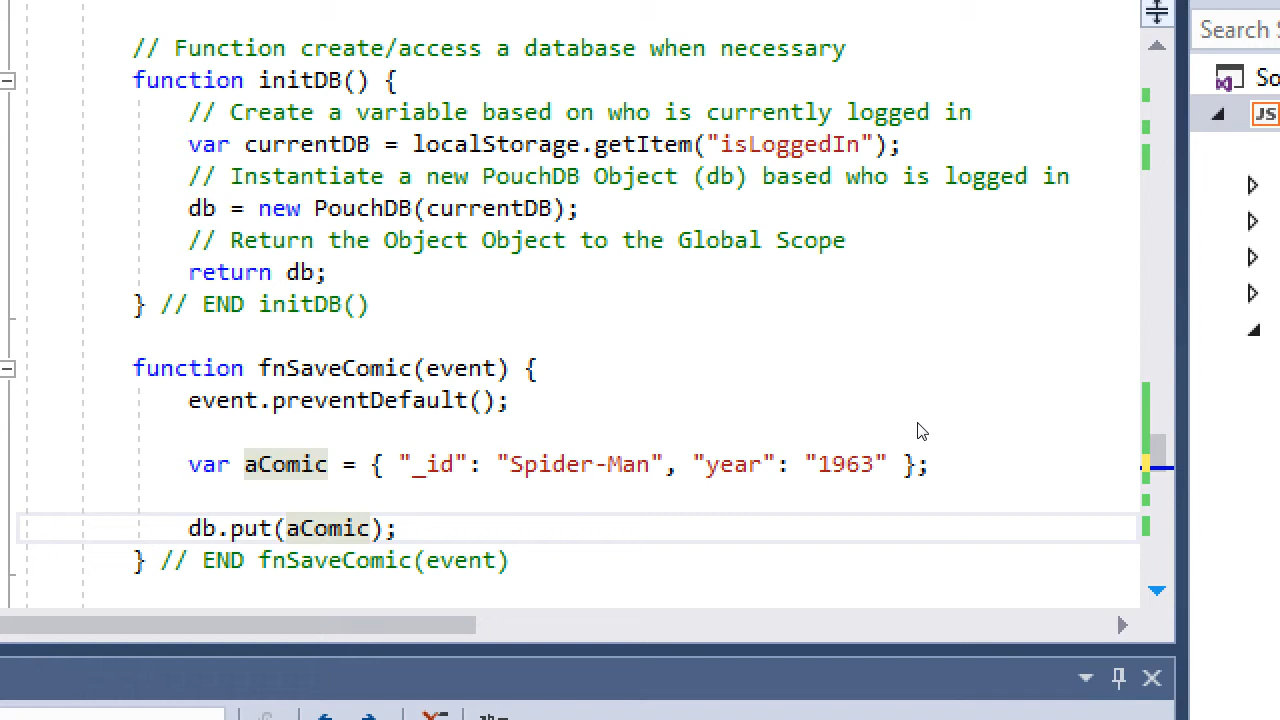 // Function create/access a database when necessary
function initDB() {
// Create a variable based on who is currently logged in
var currentDB = localStorage.getItem("isLoggedIn");
// Instantiate a new PouchDB Object (db) based who is logged in
db = new PouchDB(currentDB);
// Return the Object Object to the Global Scope
return db;
} // END initDB()
function fnSaveComic(event) {
event.preventDefault();
var aComic = { "_id": "Spider-Man", "year": "1963" };
db.put(aComic);
} // END fnSaveComic(event)
Search
So
JS